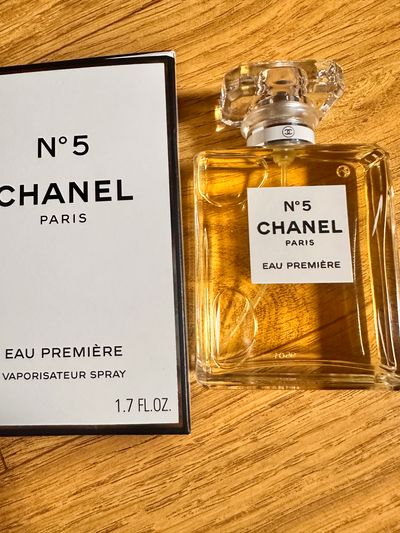 N°5
CHANEL
PARIS
EAU PREMIÈRE
VAPORISATEUR SPRAY
1.7 FL.OZ.
N°5
CHANEL
PARIS
EAU PREMIÈRE